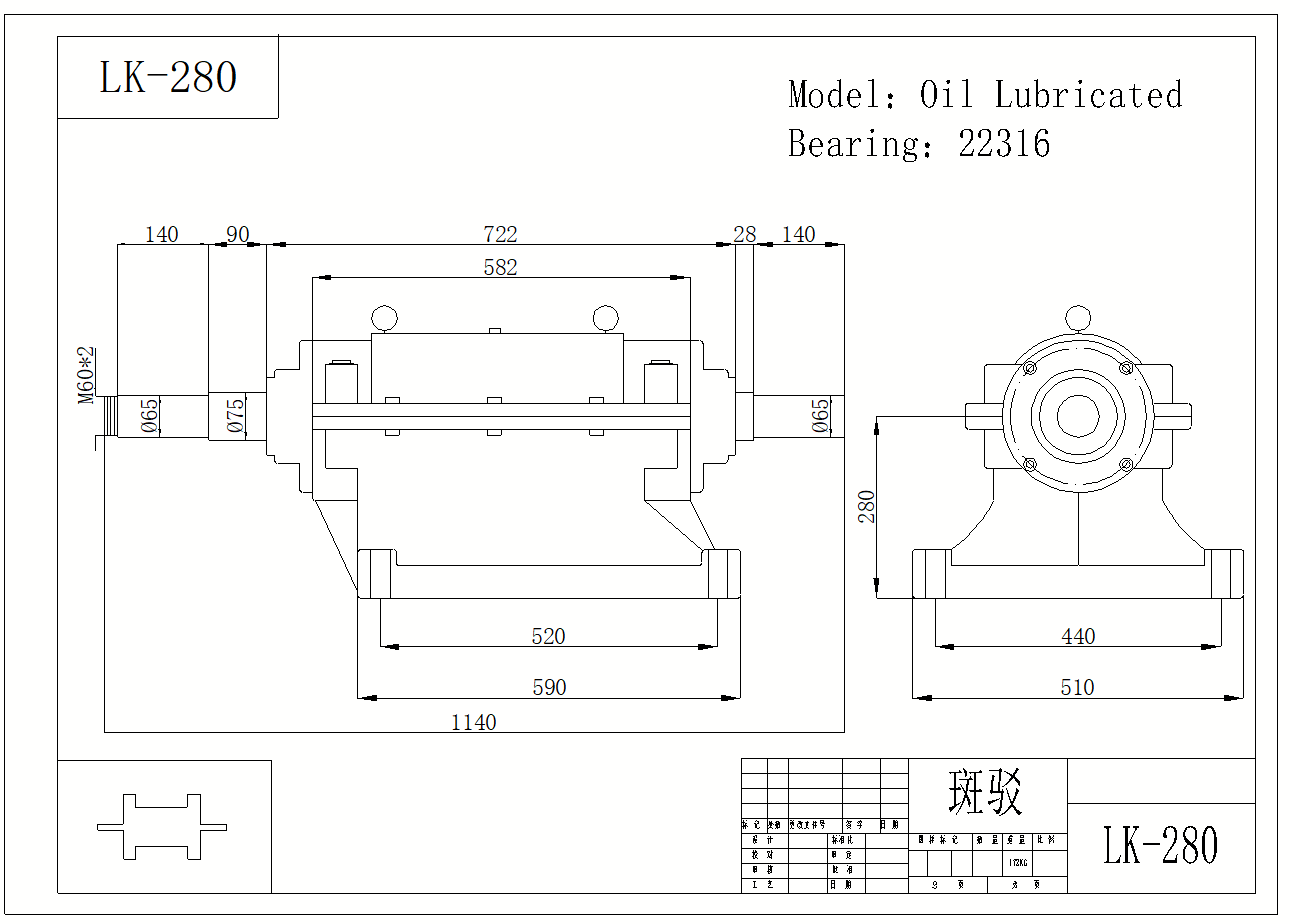 LK-280
Model: Oil Lubricated
Bearing: 22316
140 90 722 28 140
582
M60*2
Ø65
Ø75
Ø65
280
520
440
590
510
1140
斑驳
LK-280
标记 处数 更改文件号 签字 日期
设计 标准化
校对 审定
审核 批准
工艺 日期
图样标记 数量 重量 比例
172KG
页
共 页